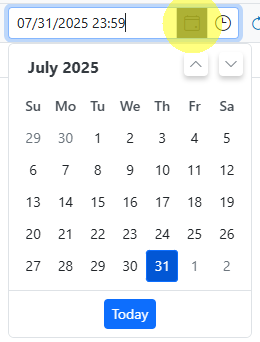 07/31/2025 23:59
July 2025
Su Mo Tu We Th Fr Sa
29 30 1 2 3 4 5
6 7 8 9 10 11 12
13 14 15 16 17 18 19
20 21 22 23 24 25 26
27 28 29 30 31 1 2
Today